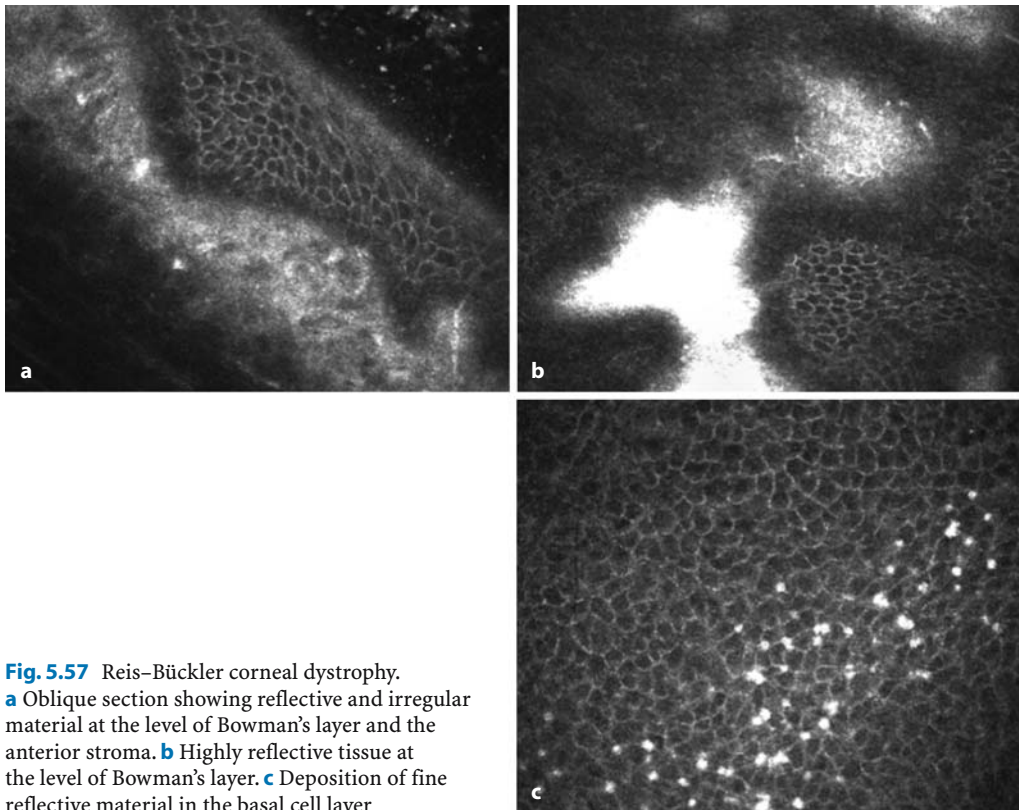 a
b
c
Fig. 5.57 Reis–Bückler corneal dystrophy.
a Oblique section showing reflective and irregular
material at the level of Bowman's layer and the
anterior stroma. b Highly reflective tissue at
the level of Bowman's layer. c Deposition of fine
reflective material in the basal cell layer